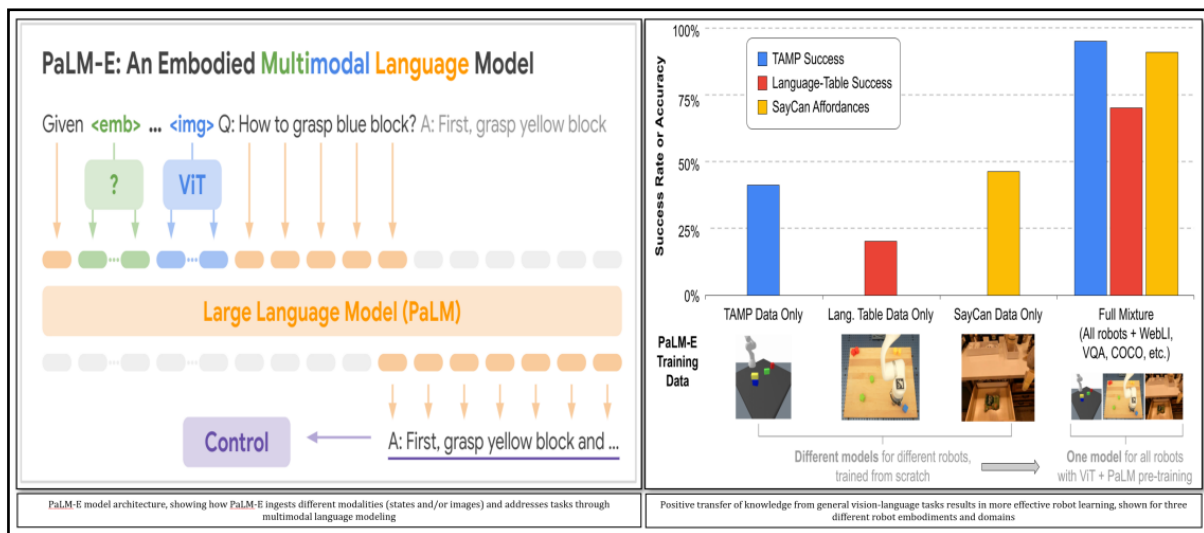 PaLM-E: An Embodied Multimodal Language Model
Given <emb> ... <img> Q: How to grasp blue block? A: First, grasp yellow block
?
ViT
Large Language Model (PaLM)
Control
A: First, grasp yellow block and ...
PaLM-E model architecture, showing how PaLM-E ingests different modalities (states and/or images) and addresses tasks through
multimodal language modeling
Success Rate or Accuracy
100%
75%
50%
25%
0%
TAMP Success
Language-Table Success
SayCan Affordances
TAMP Data Only
Lang. Table Data Only
SayCan Data Only
Full Mixture
(All robots + WebLI,
VQA, COCO, etc.)
PaLM-E
Training
Data
Different models for different robots,
trained from scratch
One model for all robots
with ViT + PaLM pre-training
Positive transfer of knowledge from general vision-language tasks results in more effective robot learning, shown for three
different robot embodiments and domains